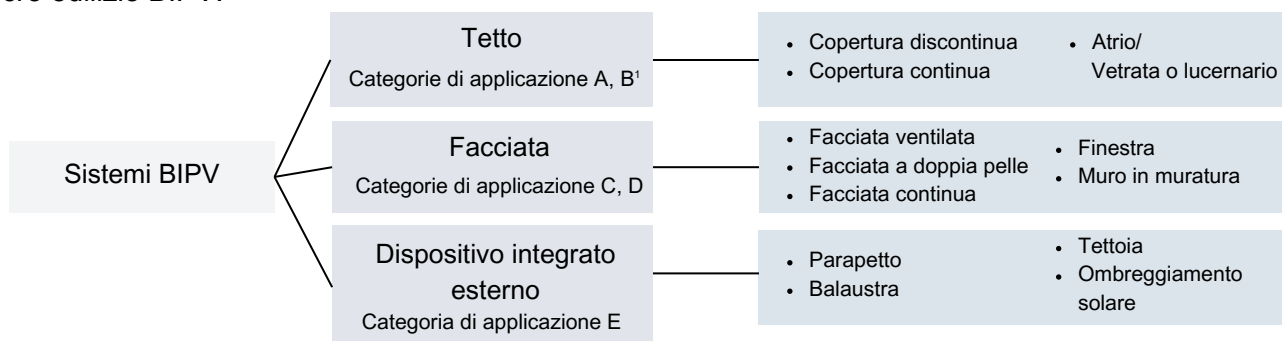 Tetto
Categorie di applicazione A, B¹
• Copertura discontinua
• Copertura continua
• Atrio/
Vetrata o lucernario
Sistemi BIPV
Facciata
Categorie di applicazione C, D
• Facciata ventilata
• Facciata a doppia pelle
• Facciata continua
• Finestra
• Muro in muratura
Dispositivo integrato
esterno
Categoria di applicazione E
• Parapetto
• Balaustra
• Tettoia
• Ombreggiamento
solare